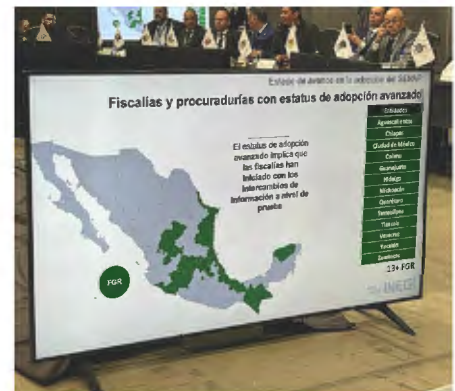 Estado de avance en la adopción del
Fiscalías y procuradurías con estatus de adopción avanzado
El estatus de adopción
avanzado implica que
las fiscalías han
iniciado con los
intercambios de
información a nivel de
prueba
Entidades
Aguascalientes
Chiapas
Ciudad de México
Colima
Guanajuato
Hidalgo
Michoacán
Querétaro
Tamaulipas
Tlaxcala
Veracruz
Yucatán
Zacatecas
13+ FGR
FGR
INEGI